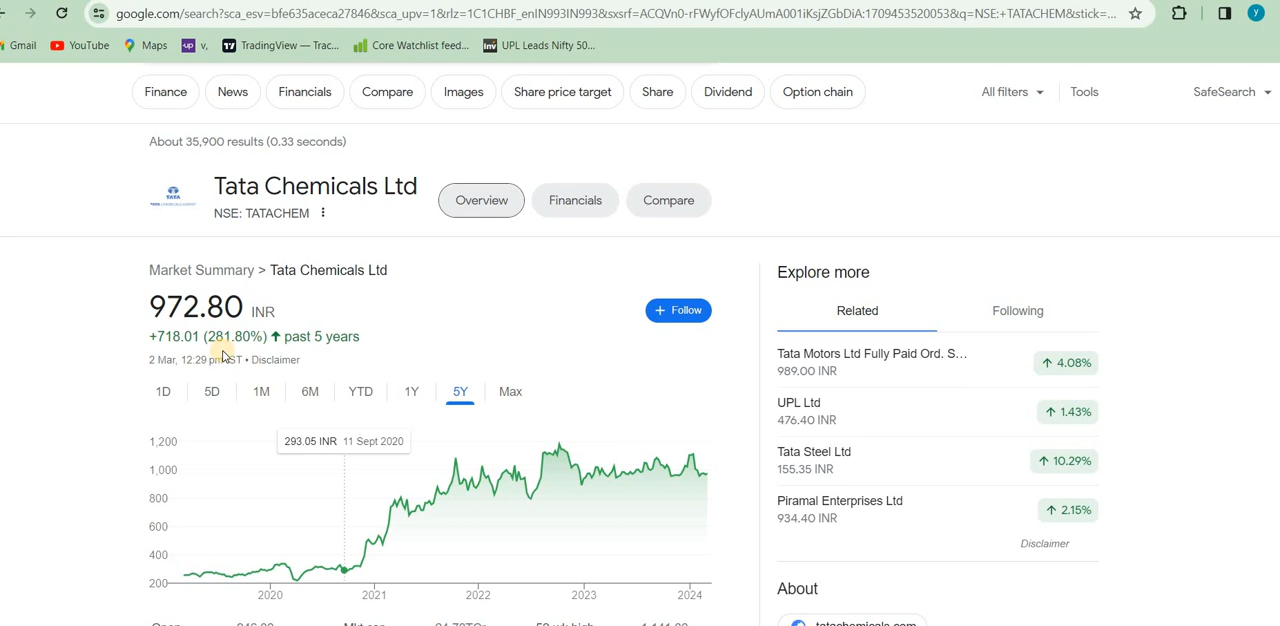 google.com/search?sca_esv=bfe635aceca27846&sca_upv=1&rlz=1C1CHBF_enIN993IN993&sxsrf=ACQVn0-rFWyfOFclyAUmA001iKsjZGbDiA:1709453520053&q=NSE:+TATACHEM&stick=...
y
Gmail
YouTube
Maps
up v,
TradingView — Trac...
Core Watchlist feed...
Inv UPL Leads Nifty 50...
Finance
News
Financials
Compare
Images
Share price target
Share
Dividend
Option chain
All filters
Tools
SafeSearch
About 35,900 results (0.33 seconds)
TATA
Tata Chemicals Ltd
NSE: TATACHEM
Overview
Financials
Compare
Market Summary > Tata Chemicals Ltd
972.80 INR
+ Follow
+718.01 (281.80%) ↑ past 5 years
2 Mar, 12:29 pm IST • Disclaimer
1D
5D
1M
6M
YTD
1Y
5Y
Max
293.05 INR 11 Sept 2020
1,200
1,000
800
600
400
200
2020
2021
2022
2023
2024
Explore more
Related
Following
Tata Motors Ltd Fully Paid Ord. S...
989.00 INR
↑ 4.08%
UPL Ltd
476.40 INR
↑ 1.43%
Tata Steel Ltd
155.35 INR
↑ 10.29%
Piramal Enterprises Ltd
934.40 INR
↑ 2.15%
Disclaimer
About
tatachemicals.com